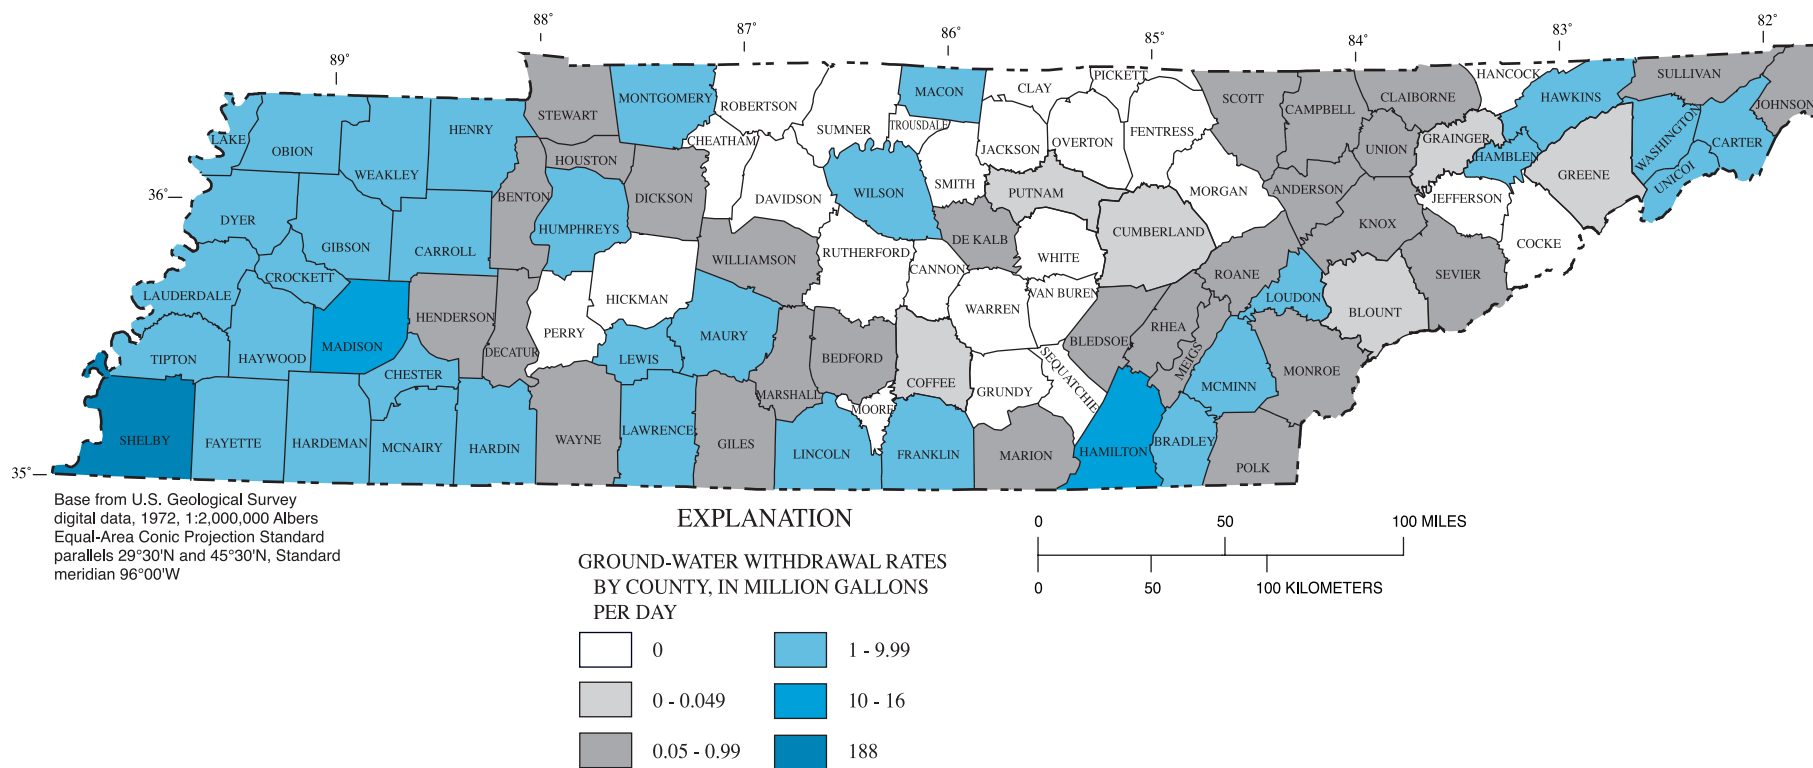 88°
87°
86°
85°
84°
83°
82°
89°
36°
35°
STEWART
MONTGOMERY
ROBERTSON
SUMNER
MACON
TROUSDALE
CLAY
PICKETT
SCOTT
CAMPBELL
CLAIBORNE
HANCOCK
HAWKINS
SULLIVAN
JOHNSON
LAKE
OBION
WEAKLEY
HENRY
HOUSTON
CHEATHAM
JACKSON
OVERTON
FENTRESS
UNION
GRAINGER
HAMBLEN
GREENE
WASHINGTON
UNICOI
CARTER
DYER
GIBSON
CARROLL
BENTON
HUMPHREYS
DICKSON
DAVIDSON
WILSON
SMITH
PUTNAM
CUMBERLAND
MORGAN
ANDERSON
KNOX
JEFFERSON
COCKE
LAUDERDALE
CROCKETT
HENDERSON
DECATUR
PERRY
HICKMAN
WILLIAMSON
RUTHERFORD
CANNON
DE KALB
WHITE
WARREN
VAN BUREN
BLEDSOE
RHEA
MEIGS
ROANE
LOUDON
BLOUNT
SEVIER
TIPTON
HAYWOOD
MADISON
CHESTER
LEWIS
MAURY
MARSHALL
BEDFORD
COFFEE
MOORE
GRUNDY
SEQUATCHIE
MCMINN
MONROE
SHELBY
FAYETTE
HARDEMAN
MCNAIRY
HARDIN
WAYNE
LAWRENCE
GILES
LINCOLN
FRANKLIN
MARION
HAMILTON
BRADLEY
POLK
Base from U.S. Geological Survey
digital data, 1972, 1:2,000,000 Albers
Equal-Area Conic Projection Standard
parallels 29°30'N and 45°30'N, Standard
meridian 96°00'W
EXPLANATION
GROUND-WATER WITHDRAWAL RATES
BY COUNTY, IN MILLION GALLONS
PER DAY
0
0 - 0.049
0.05 - 0.99
1 - 9.99
10 - 16
188
0 50 100 MILES
0 50 100 KILOMETERS